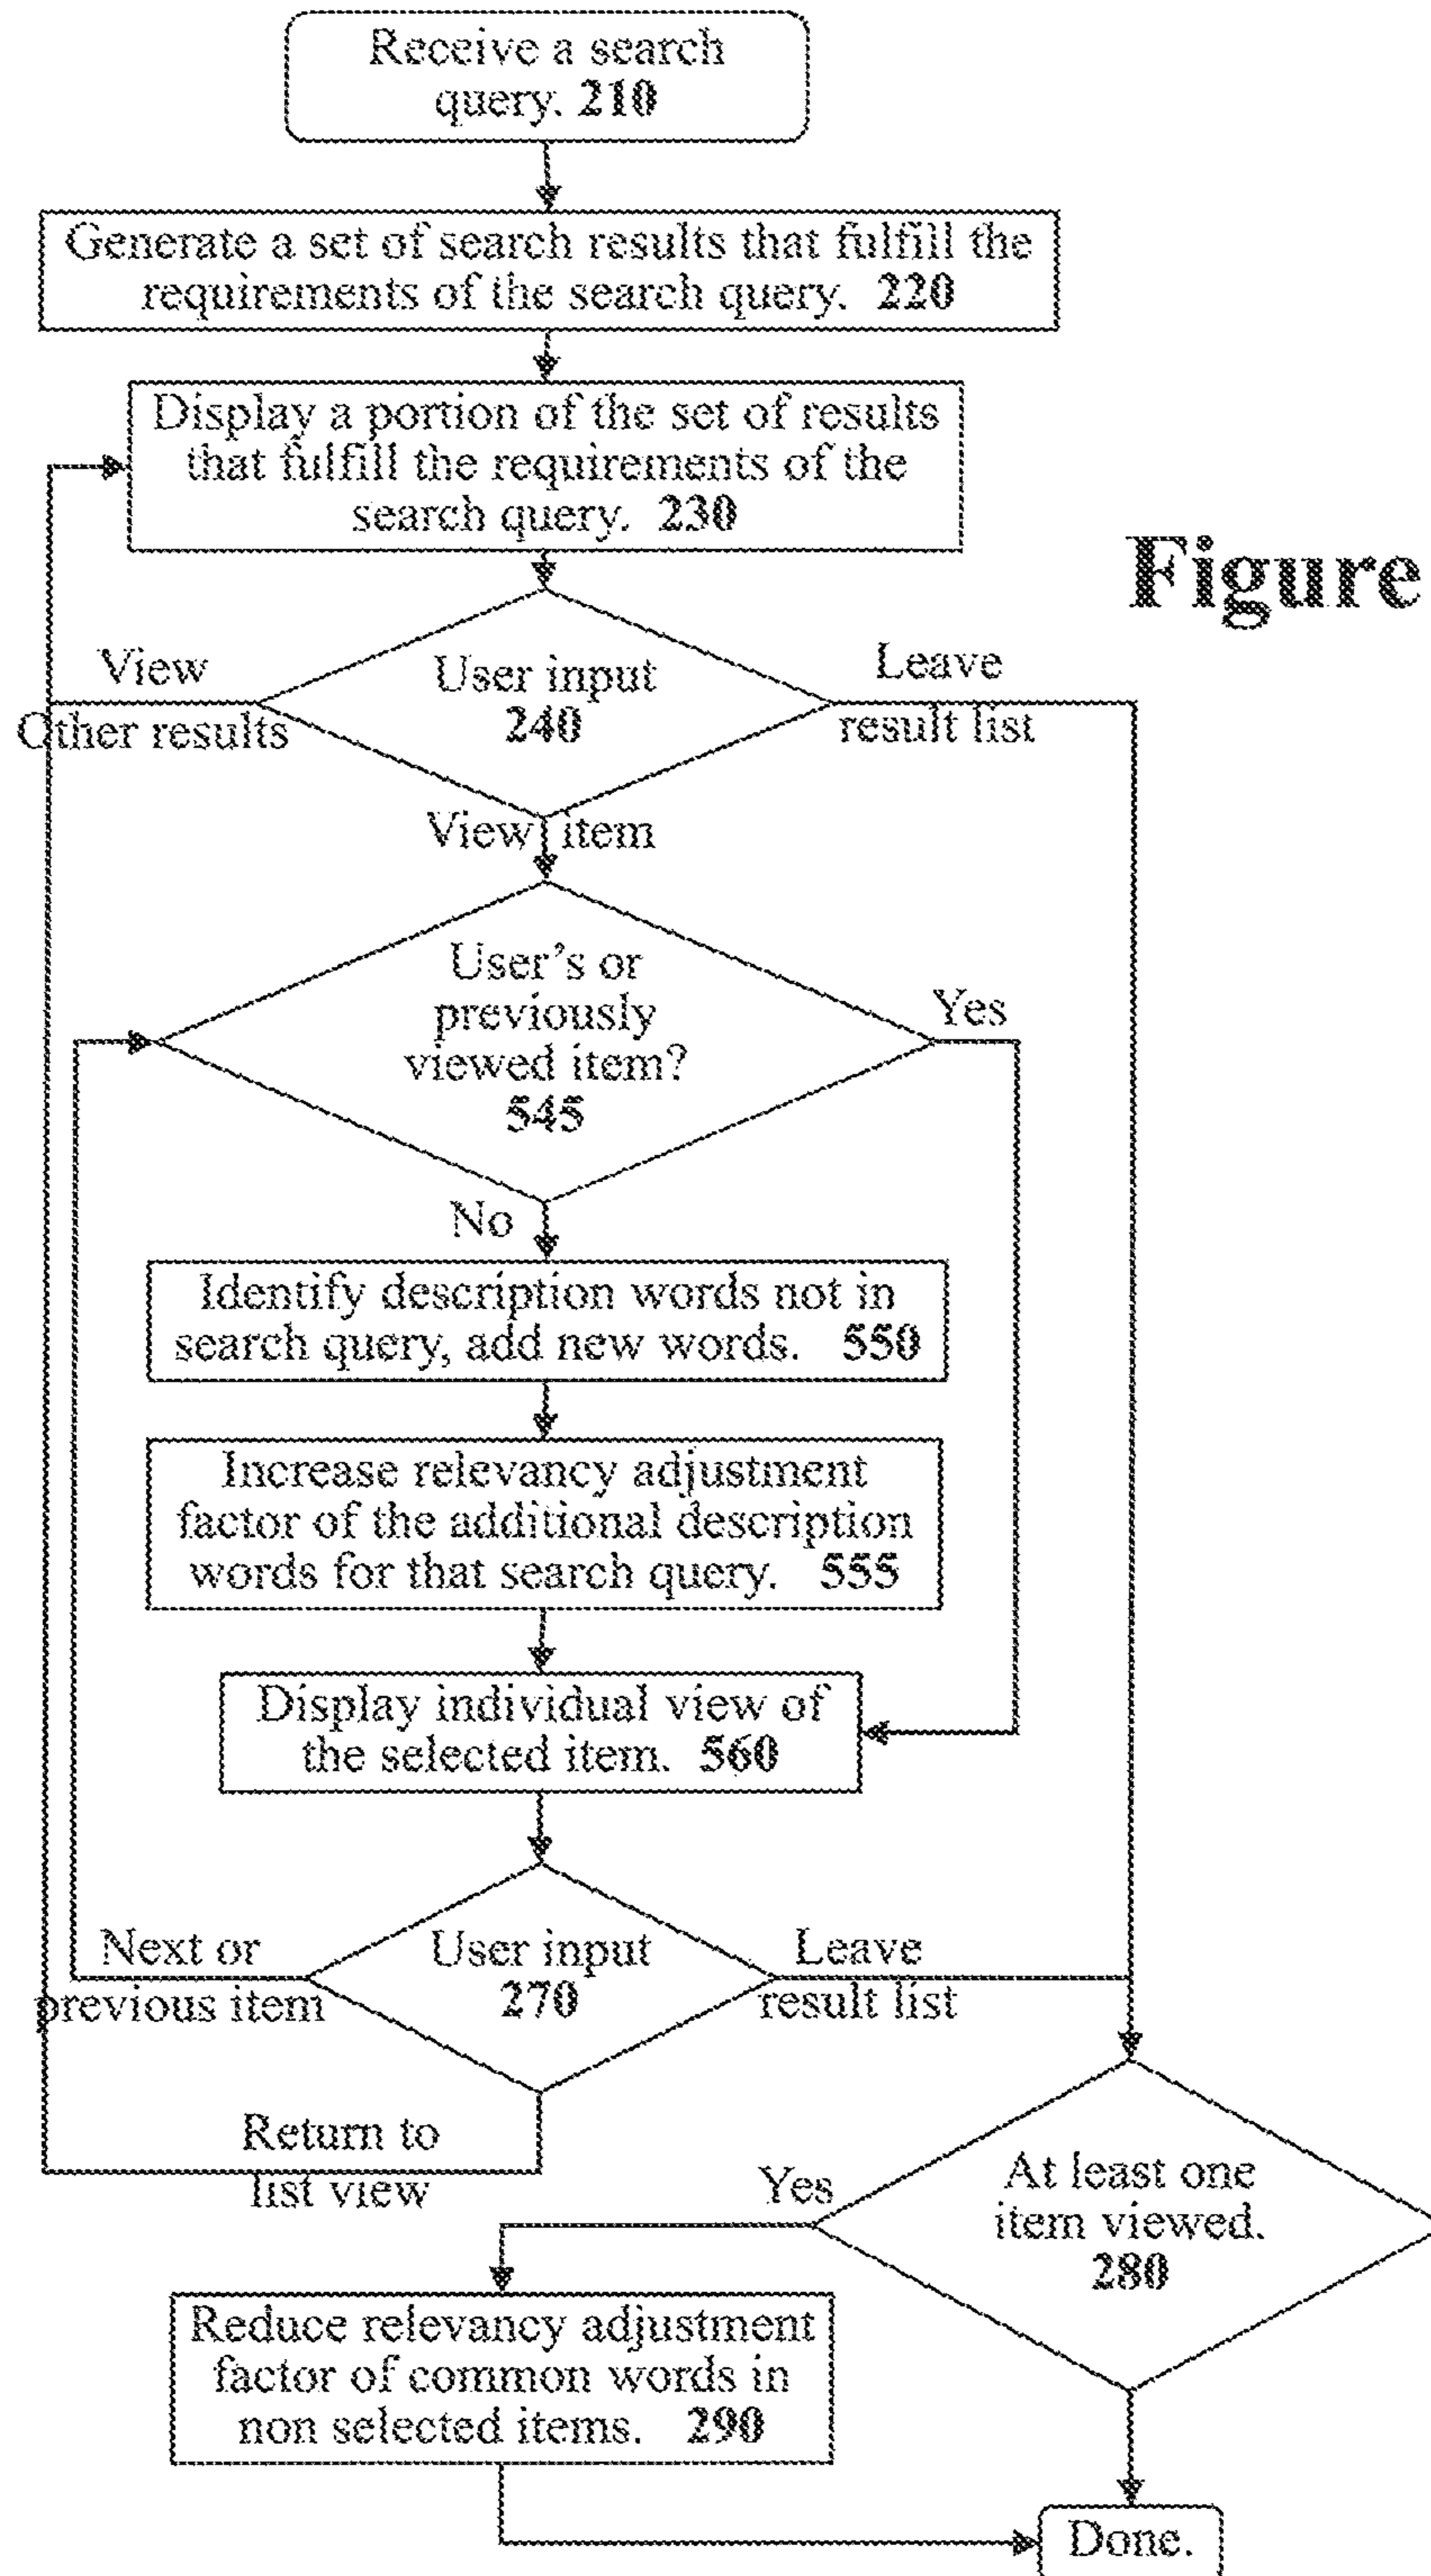 Receive a search
query. 210
Generate a set of search results that fulfill the
requirements of the search query. 220
Display a portion of the set of results
that fulfill the requirements of the
search query. 230
Figure
View
Other results
User input
240
Leave
result list
View item
User's or
previously
viewed item?
545
Yes
No
Identify description words not in
search query, add new words. 550
Increase relevancy adjustment
factor of the additional description
words for that search query. 555
Display individual view of
the selected item. 560
Next or
previous item
User input
270
Leave
result list
Return to
list view
Yes
At least one
item viewed.
280
Reduce relevancy adjustment
factor of common words in
non selected items. 290
Done.